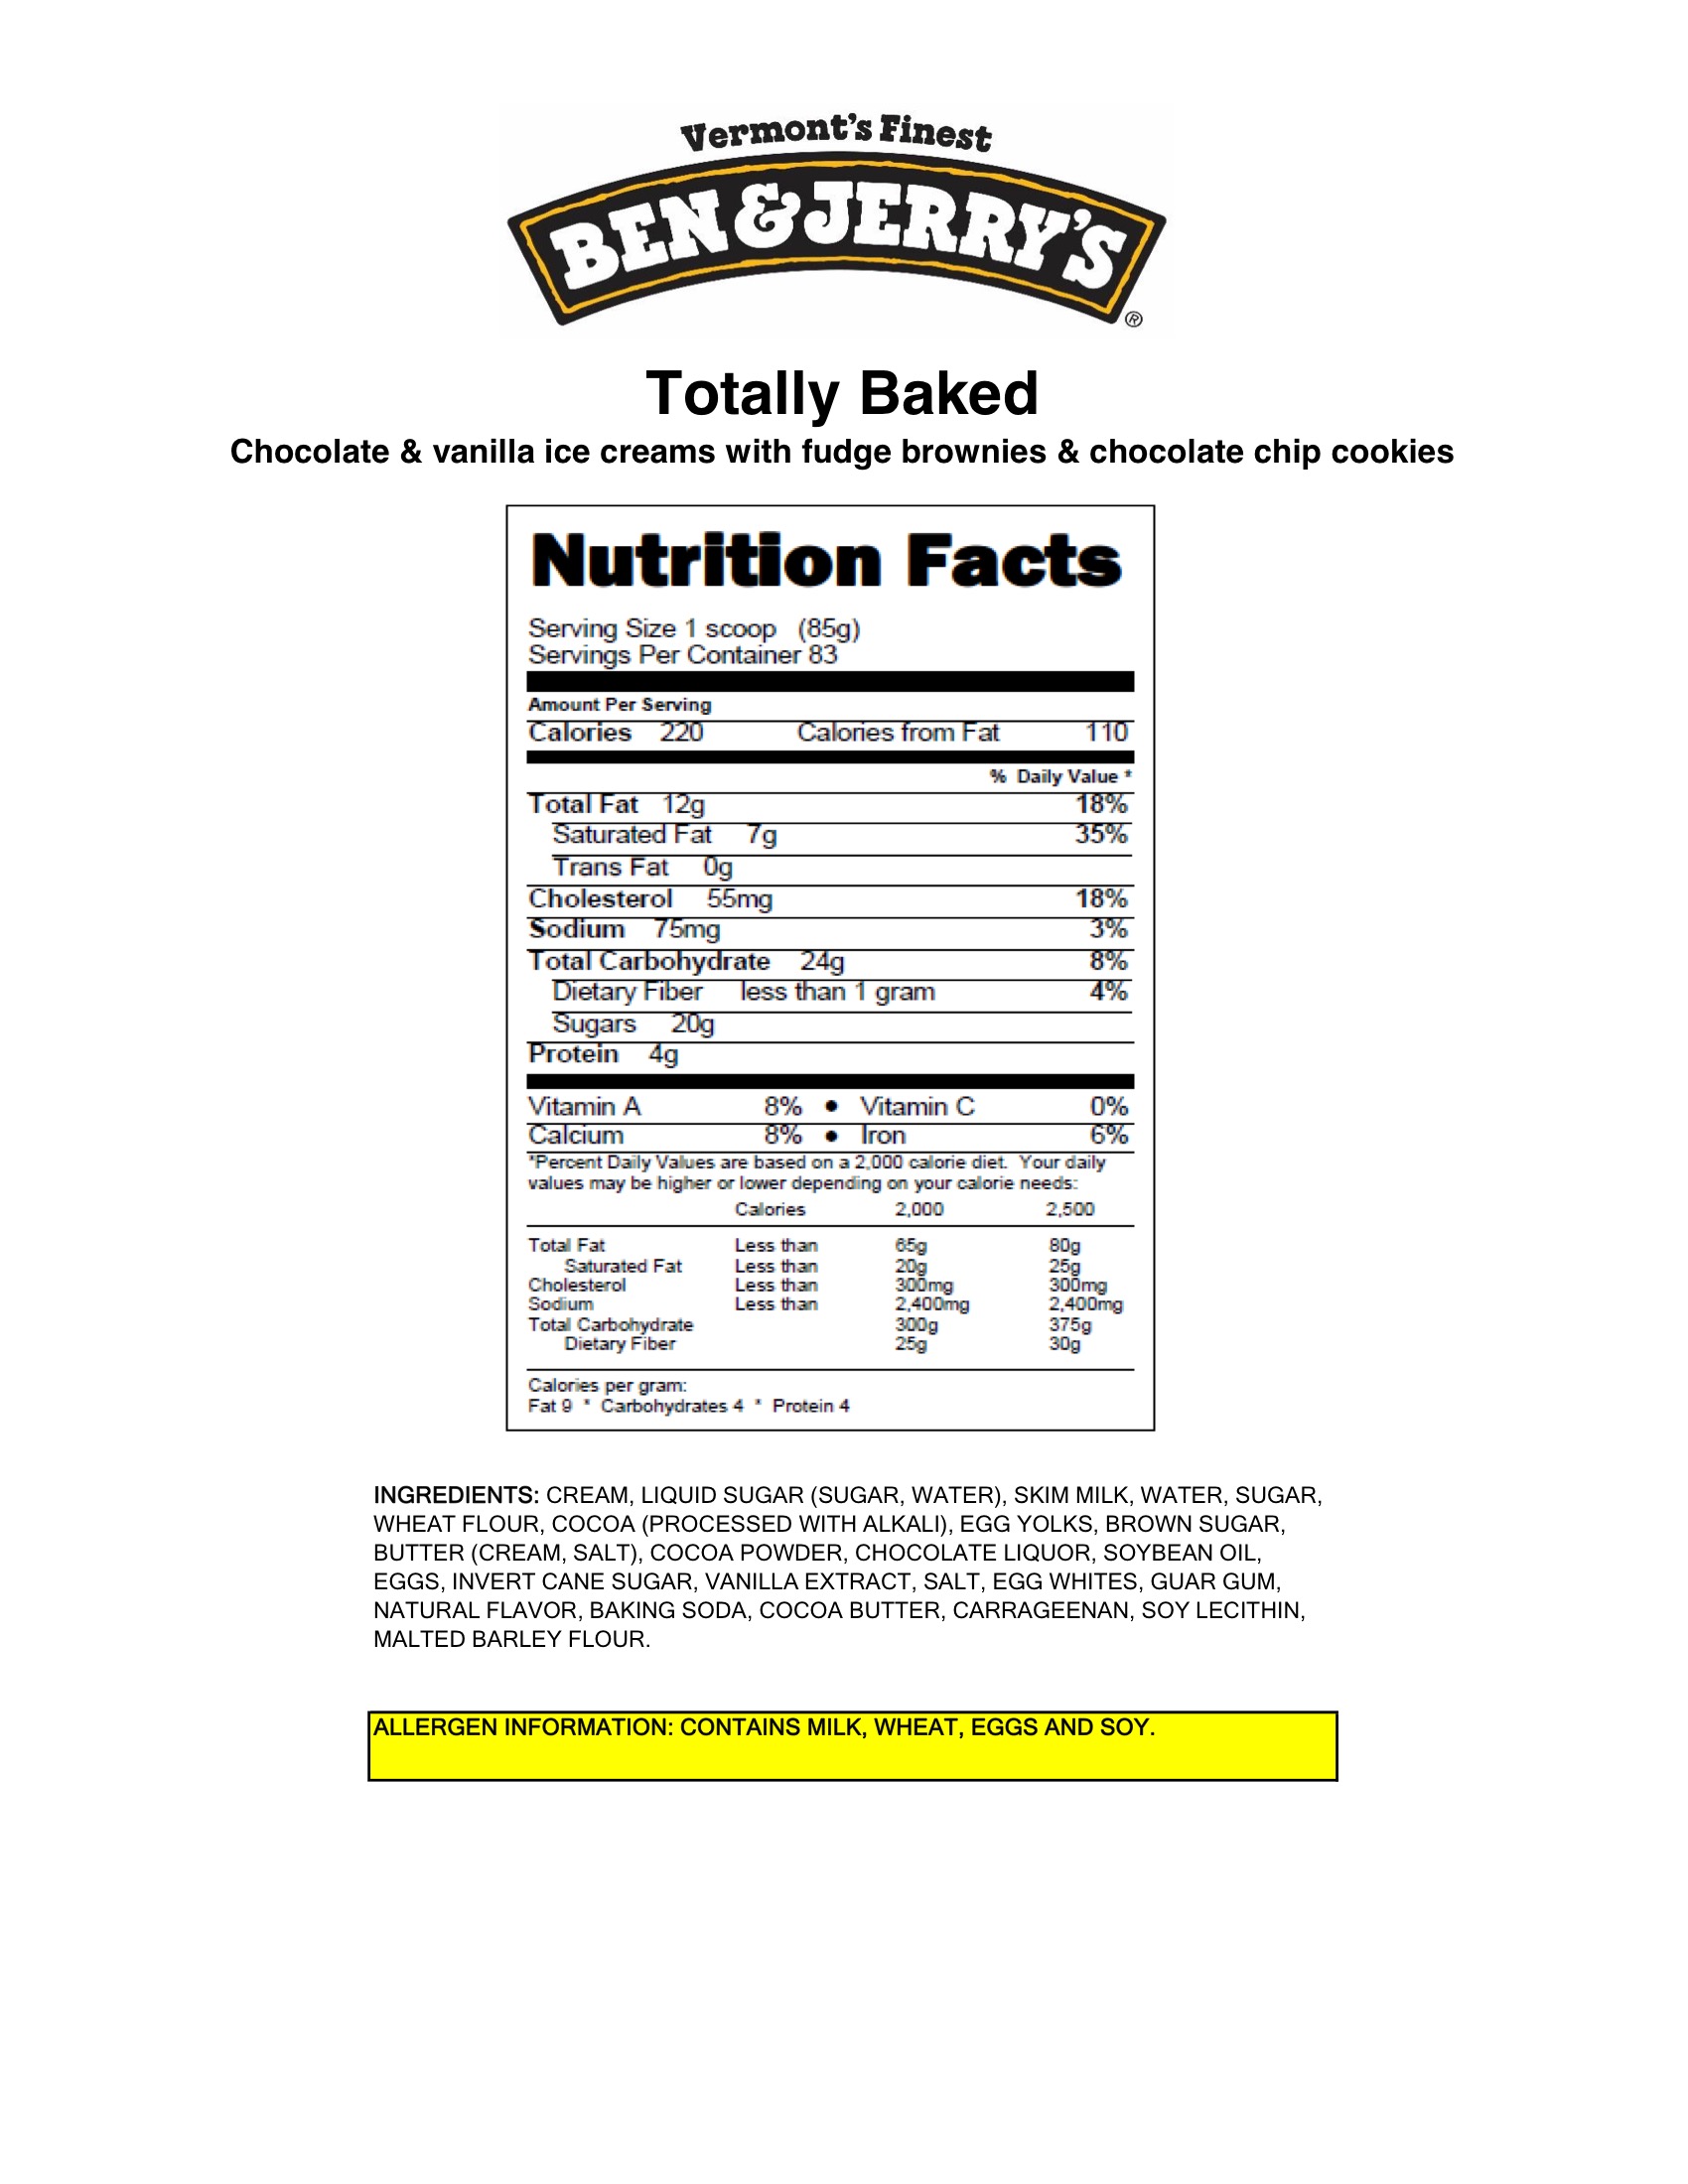 Vermont's Finest
BEN & JERRY'S
®
Totally Baked
Chocolate & vanilla ice creams with fudge brownies & chocolate chip cookies
Nutrition Facts
Serving Size 1 scoop (85g)
Servings Per Container 83
Amount Per Serving
Calories 220 Calories from Fat 110
% Daily Value *
Total Fat 12g 18%
Saturated Fat 7g 35%
Trans Fat 0g
Cholesterol 55mg 18%
Sodium 75mg 3%
Total Carbohydrate 24g 8%
Dietary Fiber less than 1 gram 4%
Sugars 20g
Protein 4g
Vitamin A 8% • Vitamin C 0%
Calcium 8% • Iron 6%
*Percent Daily Values are based on a 2,000 calorie diet. Your daily
values may be higher or lower depending on your calorie needs:
Calories 2,000 2,500
Total Fat Less than 65g 80g
Saturated Fat Less than 20g 25g
Cholesterol Less than 300mg 300mg
Sodium Less than 2,400mg 2,400mg
Total Carbohydrate 300g 375g
Dietary Fiber 25g 30g
Calories per gram:
Fat 9 * Carbohydrates 4 * Protein 4
INGREDIENTS: CREAM, LIQUID SUGAR (SUGAR, WATER), SKIM MILK, WATER, SUGAR,
WHEAT FLOUR, COCOA (PROCESSED WITH ALKALI), EGG YOLKS, BROWN SUGAR,
BUTTER (CREAM, SALT), COCOA POWDER, CHOCOLATE LIQUOR, SOYBEAN OIL,
EGGS, INVERT CANE SUGAR, VANILLA EXTRACT, SALT, EGG WHITES, GUAR GUM,
NATURAL FLAVOR, BAKING SODA, COCOA BUTTER, CARRAGEENAN, SOY LECITHIN,
MALTED BARLEY FLOUR.
ALLERGEN INFORMATION: CONTAINS MILK, WHEAT, EGGS AND SOY.